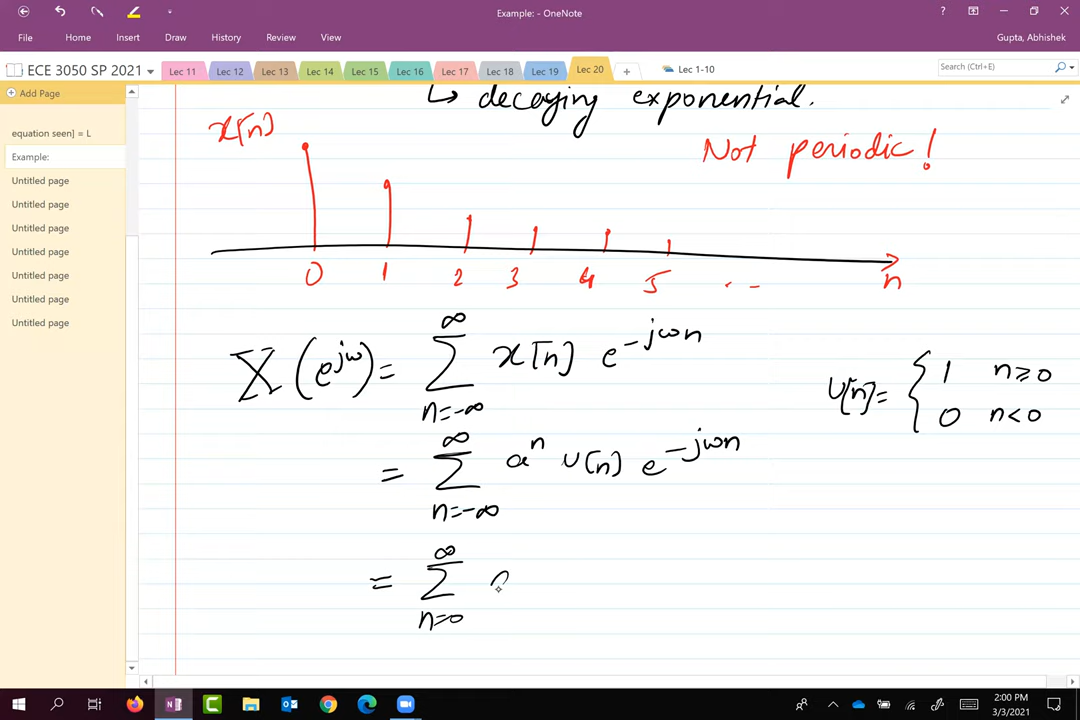 Example: - OneNote
?
File Home Insert Draw History Review View
Gupta, Abhishek
ECE 3050 SP 2021
Lec 11 Lec 12 Lec 13 Lec 14 Lec 15 Lec 16 Lec 17 Lec 18 Lec 19 Lec 20 + Lec 1-10
Search (Ctrl+E)
Add Page
equation seen] = L
Example:
Untitled page
Untitled page
Untitled page
Untitled page
Untitled page
Untitled page
Untitled page
↳ decaying exponential.
x[n]
Not periodic!
0 1 2 3 4 5 ... n
X(e^{jω}) = ∑_{n=-∞}^{∞} x[n] e^{-jωn}
U[n] = { 1 n≥0
0 n<0
= ∑_{n=-∞}^{∞} a^n U[n] e^{-jωn}
= ∑_{n=0}^{∞}
2:00 PM
3/3/2021